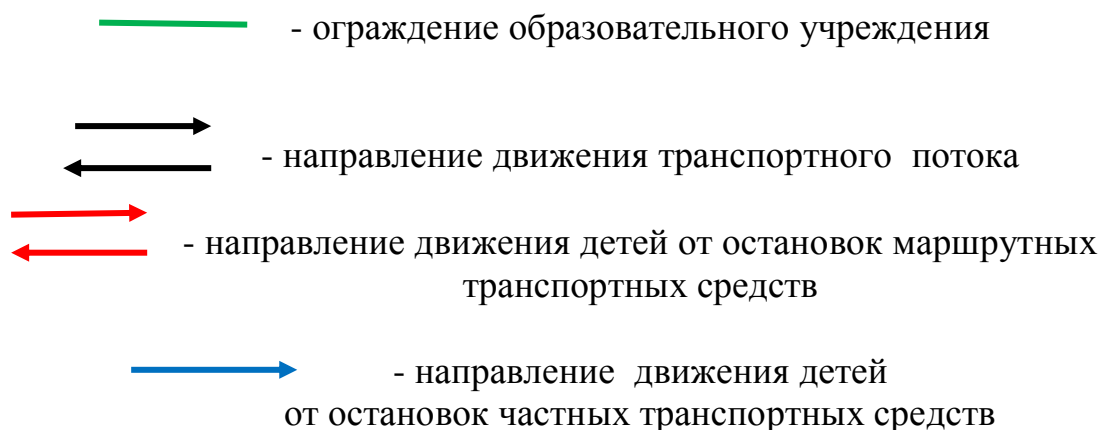 - ограждение образовательного учреждения
- направление движения транспортного потока
- направление движения детей от остановок маршрутных
транспортных средств
- направление движения детей
от остановок частных транспортных средств